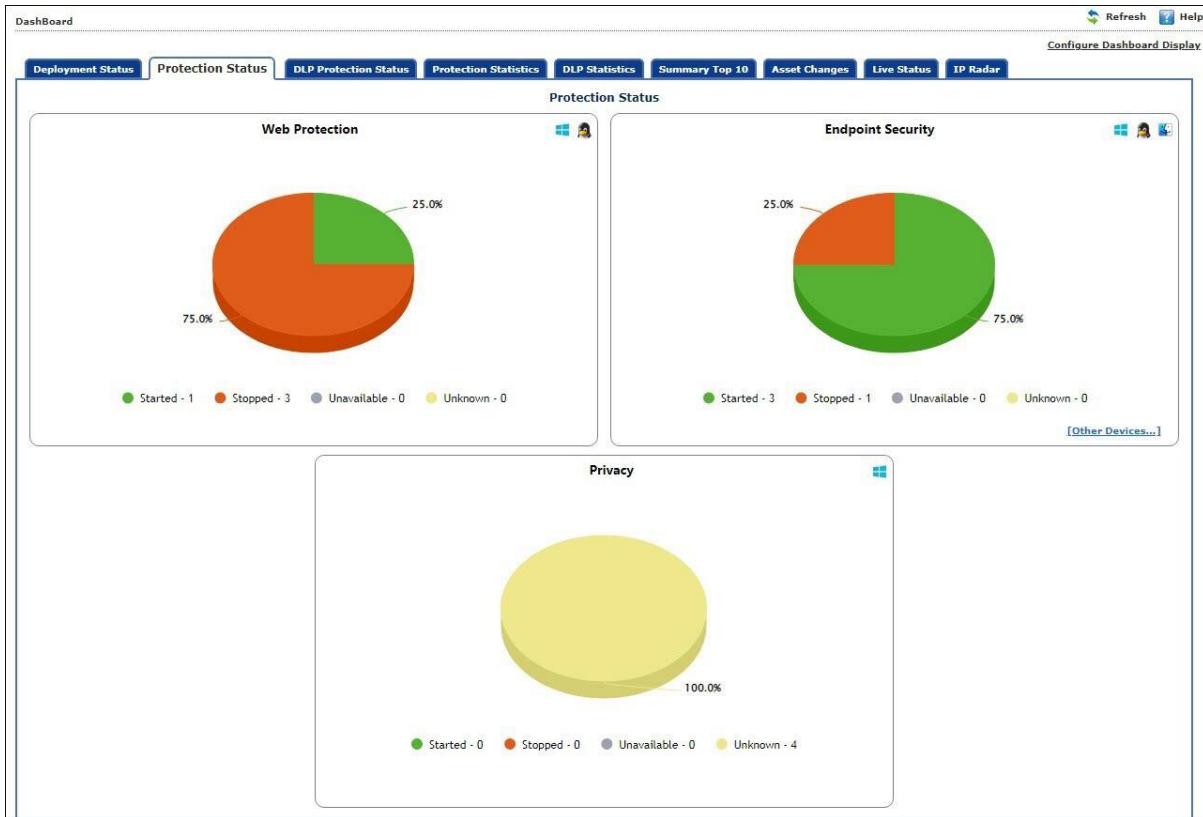 DashBoard
Refresh ? Help
Configure Dashboard Display
Deployment Status Protection Status DLP Protection Status Protection Statistics DLP Statistics Summary Top 10 Asset Changes Live Status IP Radar
Protection Status
Web Protection
25.0%
75.0%
Started - 1 Stopped - 3 Unavailable - 0 Unknown - 0
Endpoint Security
25.0%
75.0%
Started - 3 Stopped - 1 Unavailable - 0 Unknown - 0
[Other Devices...]
Privacy
100.0%
Started - 0 Stopped - 0 Unavailable - 0 Unknown - 4